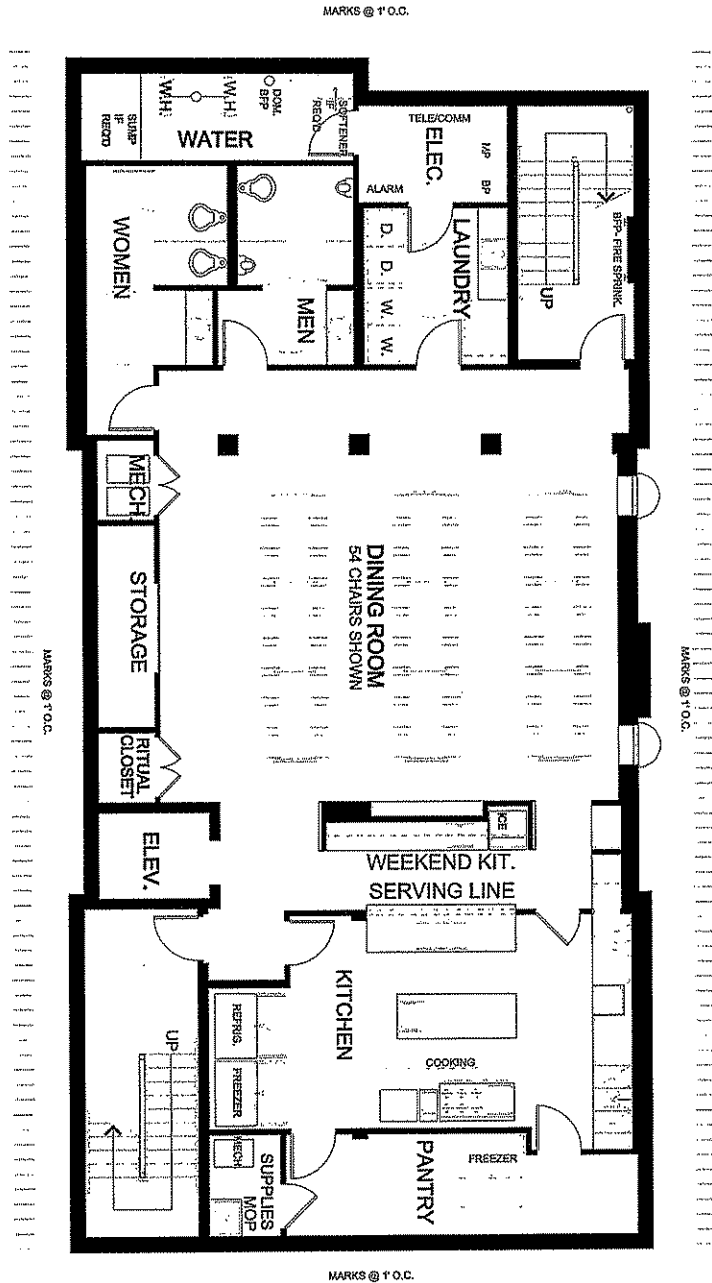 MARKS @ 1' O.C.
SUMP
IF
REQ'D
W.H.
W.H.
DOM.
BFP
SOFTENER
IF
REQ'D
WATER
TELE/COMM
ELEC.
MP
BP
ALARM
WOMEN
MEN
D.
D.
W.
W.
LAUNDRY
UP
BFP- FIRE SPRINK.
MECH
STORAGE
RITUAL
CLOSET
DINING ROOM
54 CHAIRS SHOWN
MARKS @ 1' O.C.
MARKS @ 1' O.C.
ELEV.
ICE
WEEKEND KIT.
SERVING LINE
KITCHEN
REFRIG.
FREEZER
COOKING
UP
MECH
SUPPLIES
MOP
PANTRY
FREEZER
MARKS @ 1' O.C.